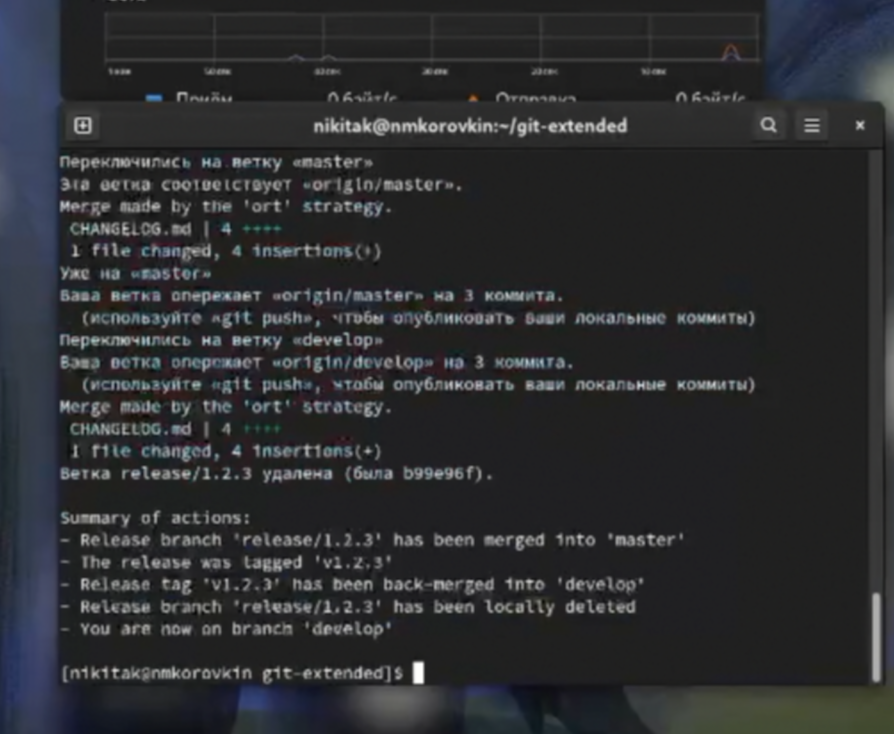 Приём 0 байт/с Отправка 0 байт/с
nikitak@nmkorovkin:~/git-extended
Переключились на ветку «master»
Эта ветка соответствует «origin/master».
Merge made by the 'ort' strategy.
CHANGELOG.md | 4 ++++
1 file changed, 4 insertions(+)
Уже на «master»
Ваша ветка опережает «origin/master» на 3 коммита.
(используйте «git push», чтобы опубликовать ваши локальные коммиты)
Переключились на ветку «develop»
Ваша ветка опережает «origin/develop» на 3 коммита.
(используйте «git push», чтобы опубликовать ваши локальные коммиты)
Merge made by the 'ort' strategy.
CHANGELOG.md | 4 ++++
1 file changed, 4 insertions(+)
Ветка release/1.2.3 удалена (была b99e96f).
Summary of actions:
- Release branch 'release/1.2.3' has been merged into 'master'
- The release was tagged 'v1.2.3'
- Release tag 'v1.2.3' has been back-merged into 'develop'
- Release branch 'release/1.2.3' has been locally deleted
- You are now on branch 'develop'
[nikitak@nmkorovkin git-extended]$